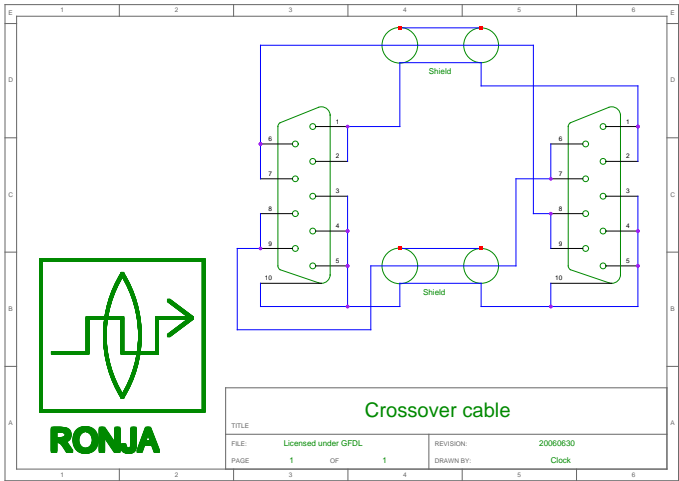 1 2 3 4 5 6
E E
D D
C C
B B
A A
Shield
1
6
2
7
3
8
4
9
5
10
1
6
2
7
3
8
4
9
5
10
Shield
RONJA
Crossover cable
TITLE
FILE: Licensed under GFDL REVISION: 20060630
PAGE 1 OF 1 DRAWN BY: Clock
1 2 3 4 5 6